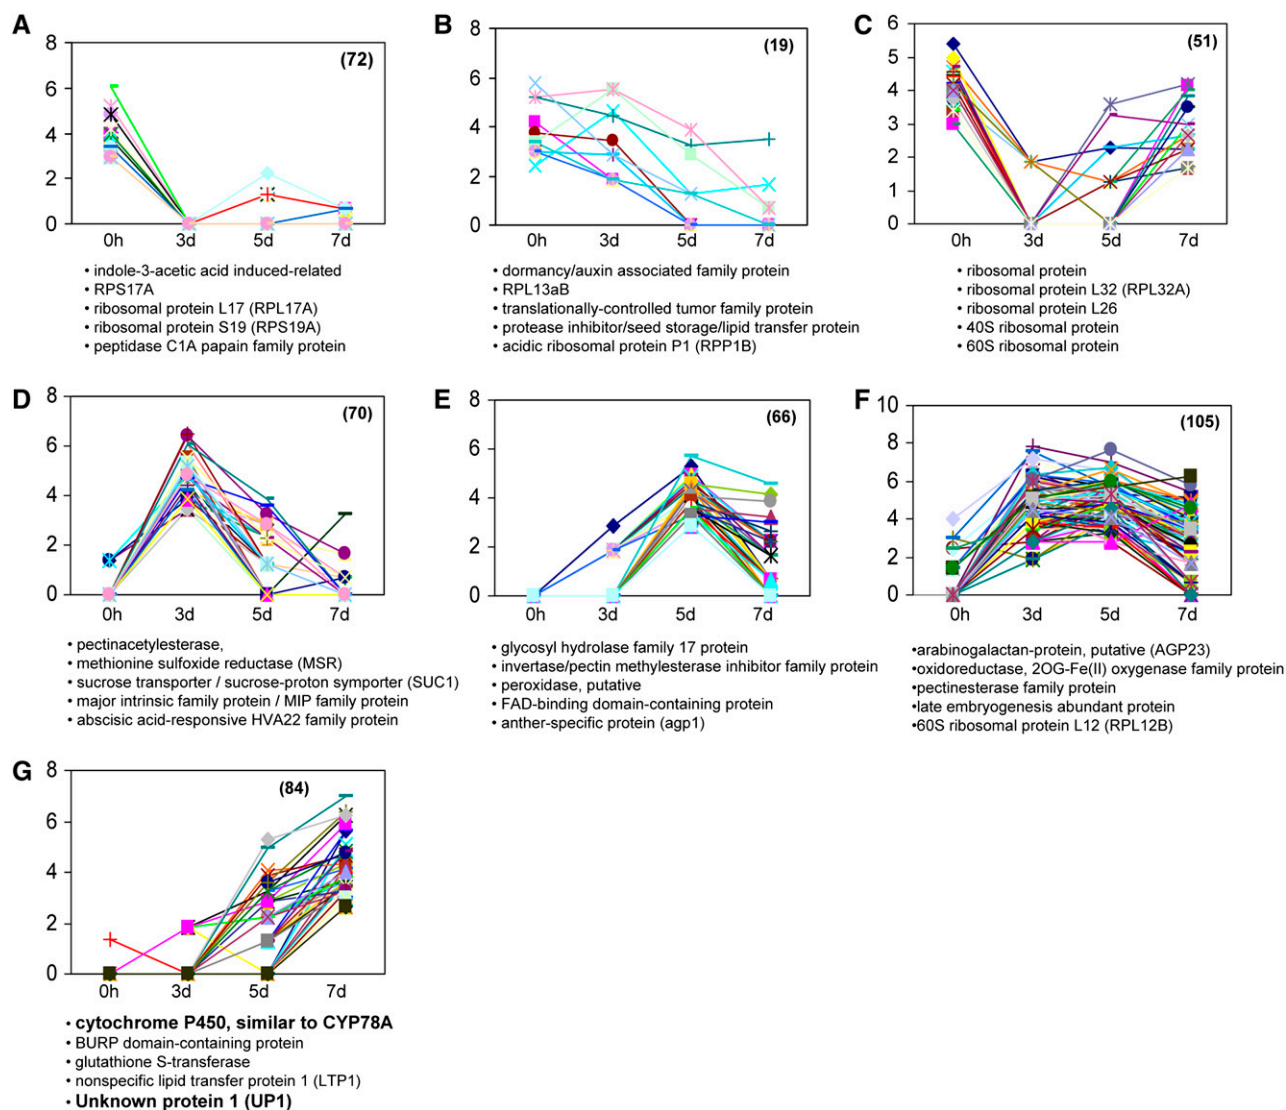 A
8
6
4
2
0
(72)
0h 3d 5d 7d
• indole-3-acetic acid induced-related
• RPS17A
• ribosomal protein L17 (RPL17A)
• ribosomal protein S19 (RPS19A)
• peptidase C1A papain family protein
B
8
6
4
2
0
(19)
0h 3d 5d 7d
• dormancy/auxin associated family protein
• RPL13aB
• translationally-controlled tumor family protein
• protease inhibitor/seed storage/lipid transfer protein
• acidic ribosomal protein P1 (RPP1B)
C
6
5
4
3
2
1
0
(51)
0h 3d 5d 7d
• ribosomal protein
• ribosomal protein L32 (RPL32A)
• ribosomal protein L26
• 40S ribosomal protein
• 60S ribosomal protein
D
8
6
4
2
0
(70)
0h 3d 5d 7d
• pectinacetylesterase,
• methionine sulfoxide reductase (MSR)
• sucrose transporter / sucrose-proton symporter (SUC1)
• major intrinsic family protein / MIP family protein
• abscisic acid-responsive HVA22 family protein
E
8
6
4
2
0
(66)
0h 3d 5d 7d
• glycosyl hydrolase family 17 protein
• invertase/pectin methylesterase inhibitor family protein
• peroxidase, putative
• FAD-binding domain-containing protein
• anther-specific protein (agp1)
F
10
8
6
4
2
0
(105)
0h 3d 5d 7d
•arabinogalactan-protein, putative (AGP23)
•oxidoreductase, 2OG-Fe(II) oxygenase family protein
•pectinesterase family protein
•late embryogenesis abundant protein
•60S ribosomal protein L12 (RPL12B)
G
8
6
4
2
0
(84)
0h 3d 5d 7d
• cytochrome P450, similar to CYP78A
• BURP domain-containing protein
• glutathione S-transferase
• nonspecific lipid transfer protein 1 (LTP1)
• Unknown protein 1 (UP1)